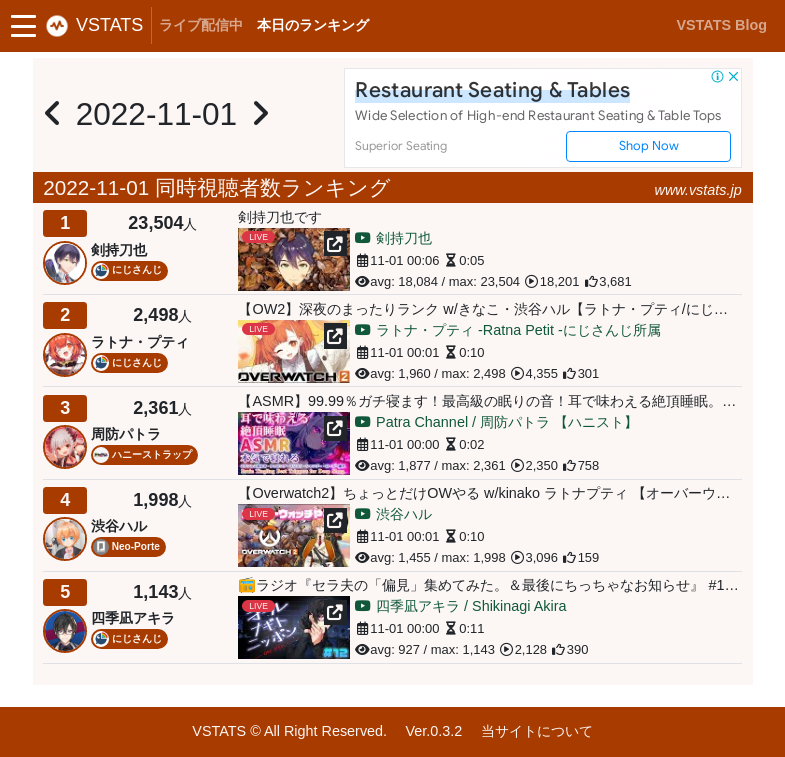 VSTATS ライブ配信中 本日のランキング VSTATS Blog
2022-11-01
Restaurant Seating & Tables
Wide Selection of High-end Restaurant Seating & Table Tops
Superior Seating Shop Now
2022-11-01 同時視聴者数ランキング www.vstats.jp
1 23,504人
剣持刀也
にじさんじ
剣持刀也です
LIVE
剣持刀也
11-01 00:06 0:05
avg: 18,084 / max: 23,504 18,201 3,681
2 2,498人
ラトナ・プティ
にじさんじ
【OW2】深夜のまったりランク w/きなこ・渋谷ハル【ラトナ・プティ/にじ…
LIVE
OVERWATCH 2
ラトナ・プティ -Ratna Petit -にじさんじ所属
11-01 00:01 0:10
avg: 1,960 / max: 2,498 4,355 301
3 2,361人
周防パトラ
ハニーストラップ
【ASMR】99.99％ガチ寝ます！最高級の眠りの音！耳で味わえる絶頂睡眠。…
耳で味わえる
絶頂睡眠
ASMR
本気で蕩れる
Patra Channel / 周防パトラ 【ハニスト】
11-01 00:00 0:02
avg: 1,877 / max: 2,361 2,350 758
4 1,998人
渋谷ハル
Neo-Porte
【Overwatch2】ちょっとだけOWやる w/kinako ラトナプティ 【オーバーウ…
LIVE
OVERWATCH 2
渋谷ハル
11-01 00:01 0:10
avg: 1,455 / max: 1,998 3,096 159
5 1,143人
四季凪アキラ
にじさんじ
📻ラジオ『セラ夫の「偏見」集めてみた。＆最後にちっちゃなお知らせ』 #1…
LIVE
オールナギトニッポン
#12
四季凪アキラ / Shikinagi Akira
11-01 00:00 0:11
avg: 927 / max: 1,143 2,128 390
VSTATS © All Right Reserved. Ver.0.3.2 当サイトについて